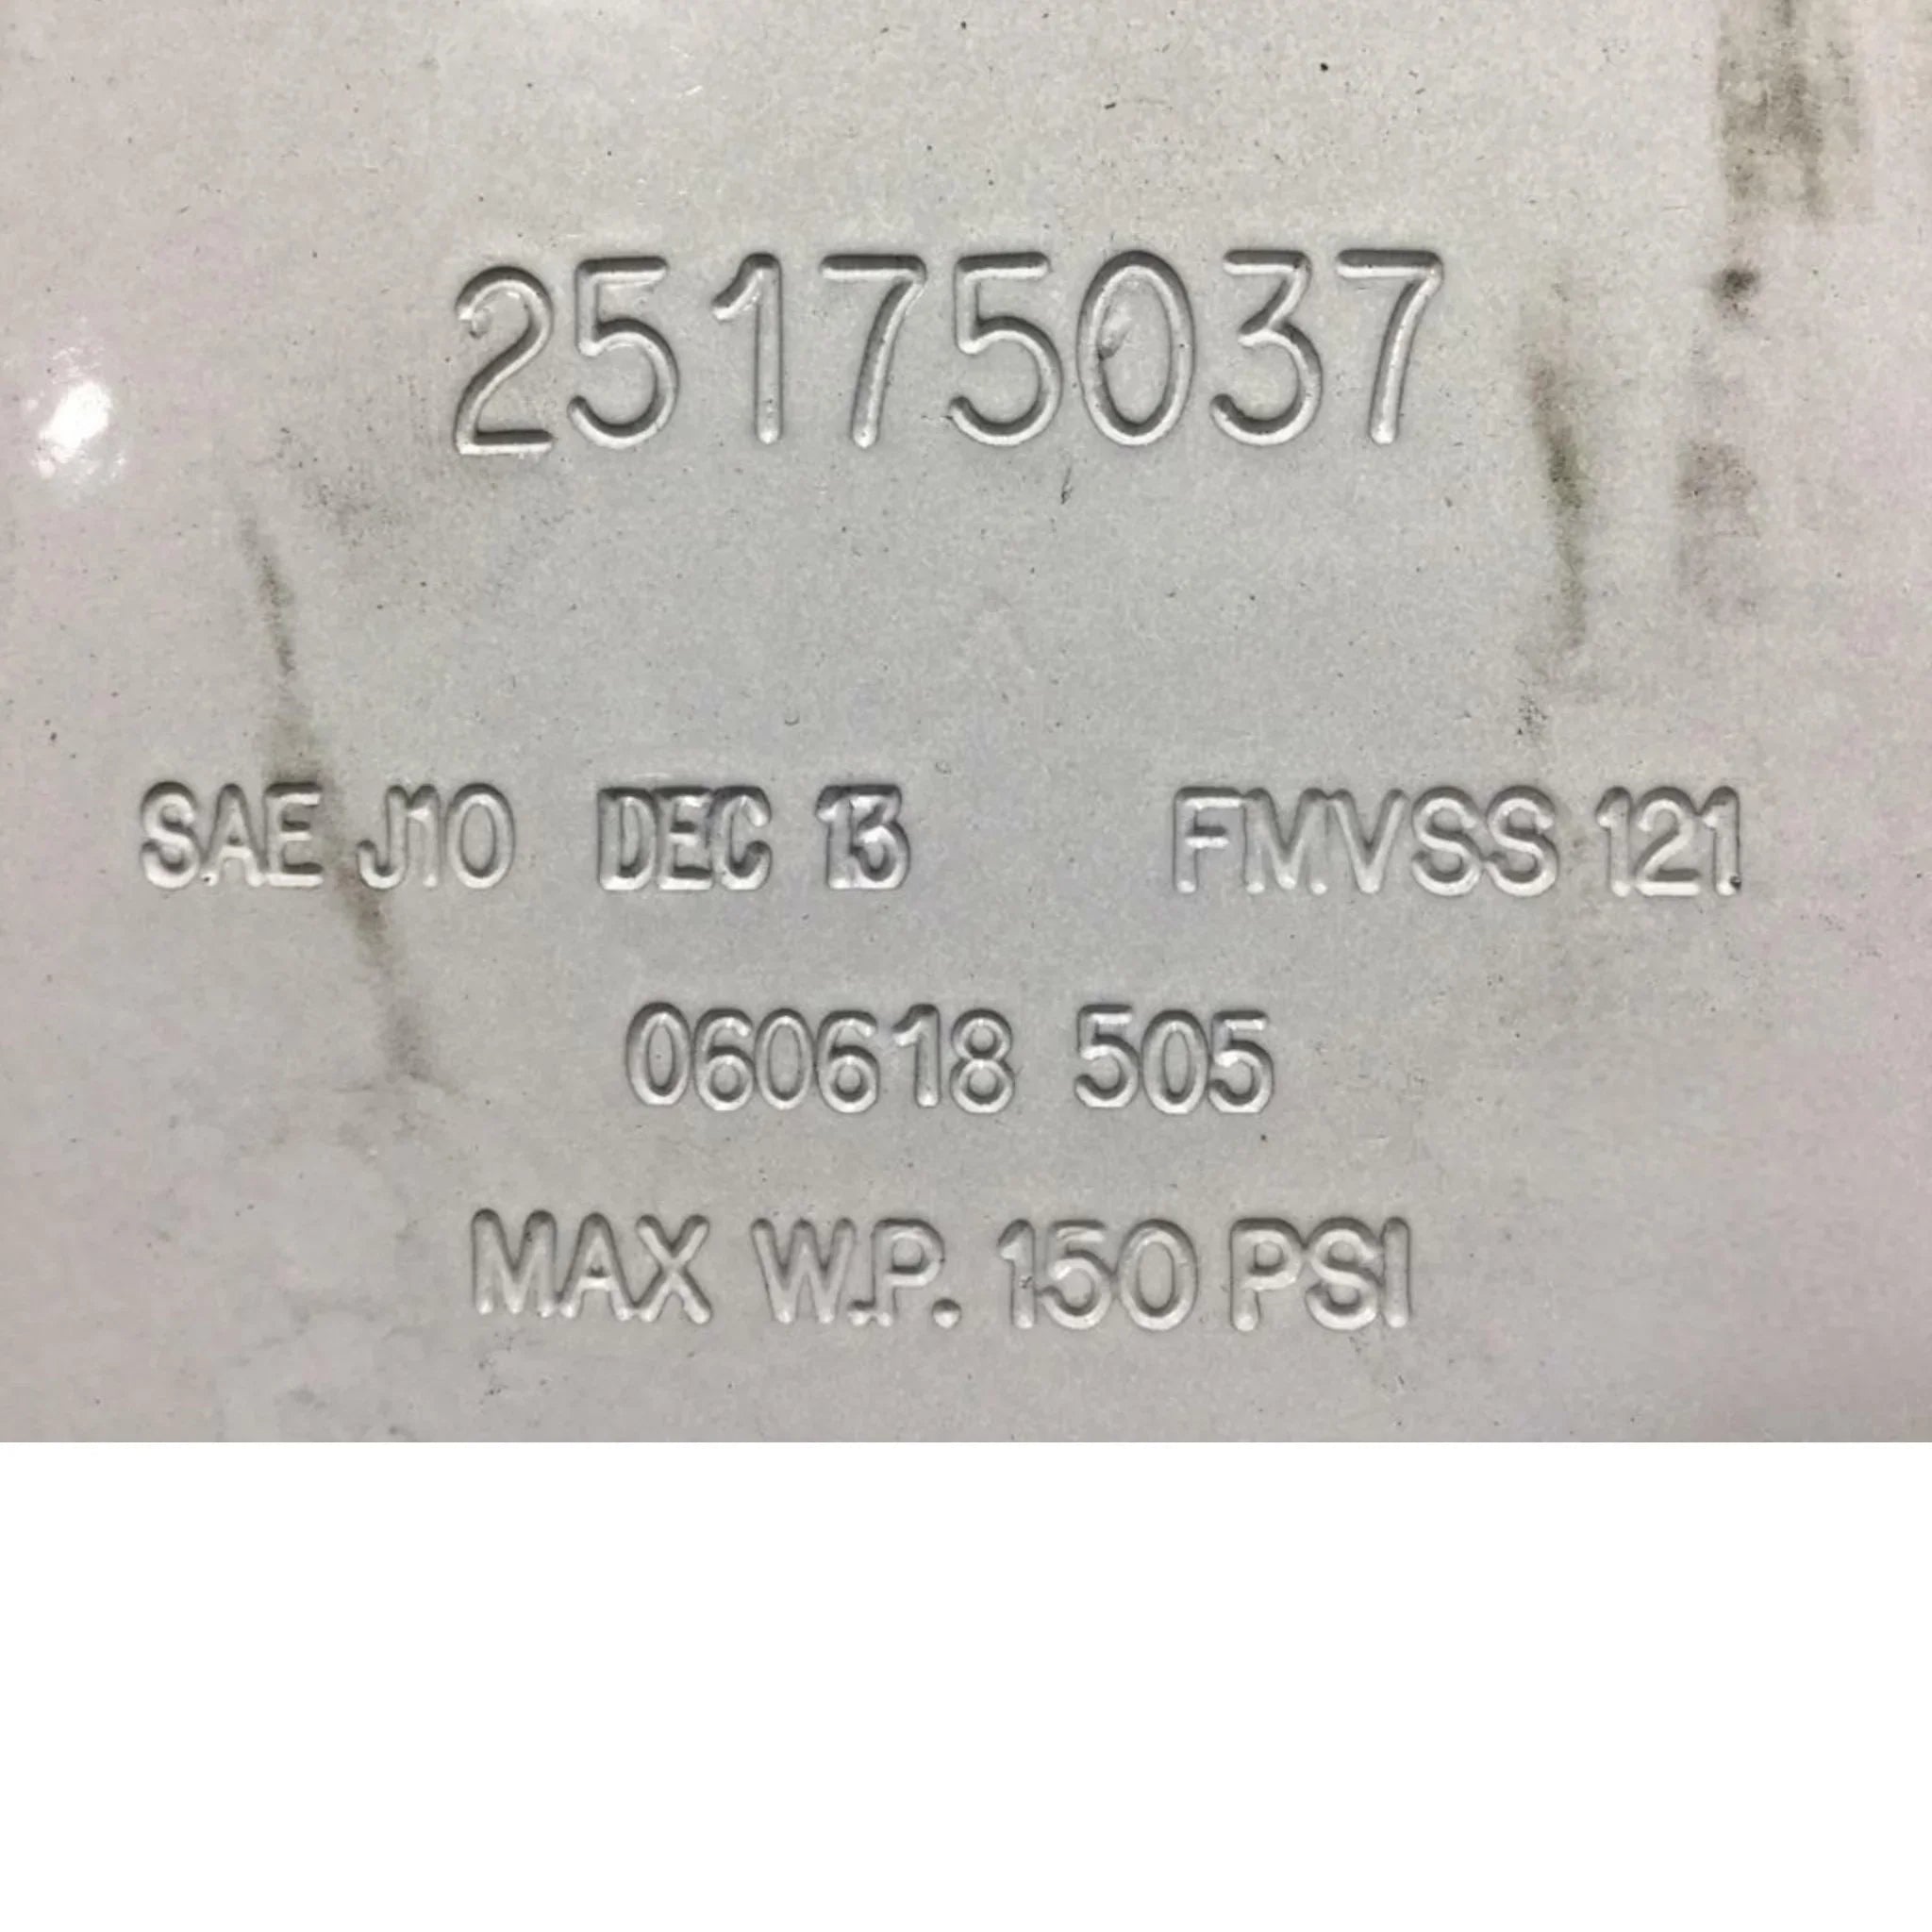 25175037
SAE J10 DEC 13 FMVSS 121
060618 505
MAX W.P. 150 PSI